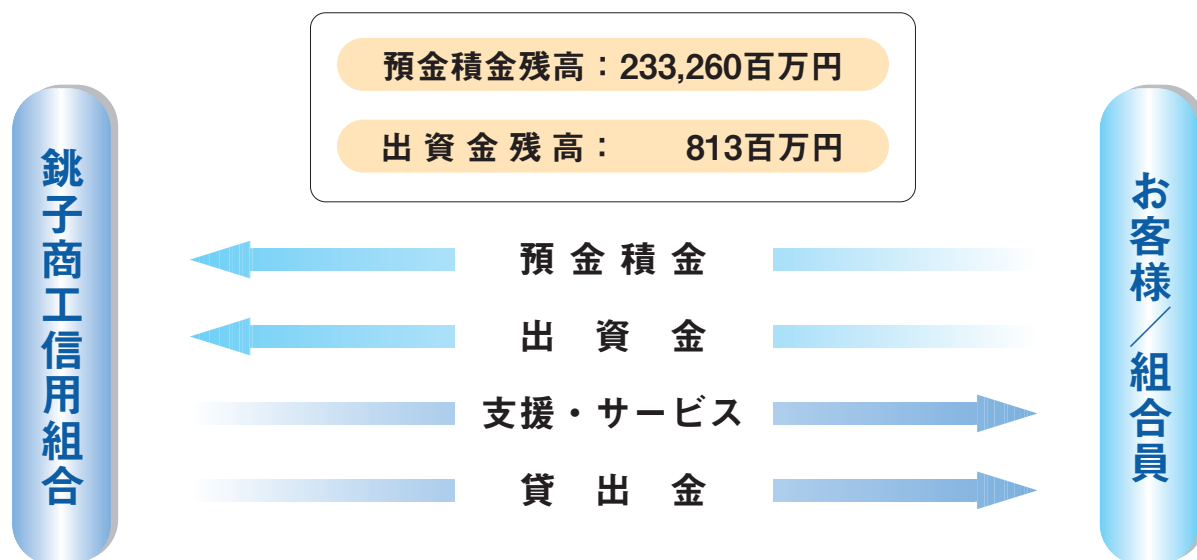 預金積金残高：233,260百万円
出資金残高： 813百万円
銚子商工信用組合
お客様／組合員
預金積金
出資金
支援・サービス
貸出金